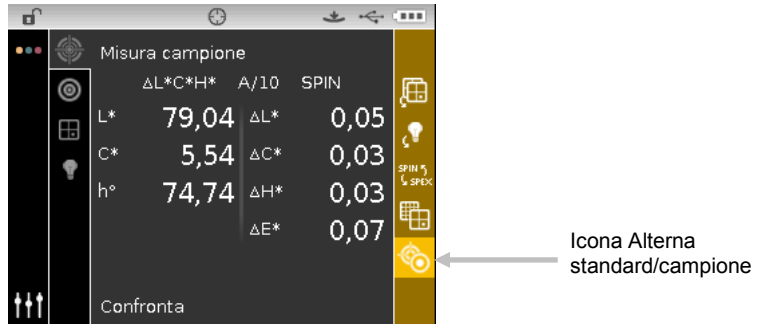 Misura campione
ΔL*C*H* A/10 SPIN
L* 79,04 ΔL* 0,05
C* 5,54 ΔC* 0,03
h° 74,74 ΔH* 0,03
ΔE* 0,07
Confronta
SPIN
SPEX
Icona Alterna
standard/campione